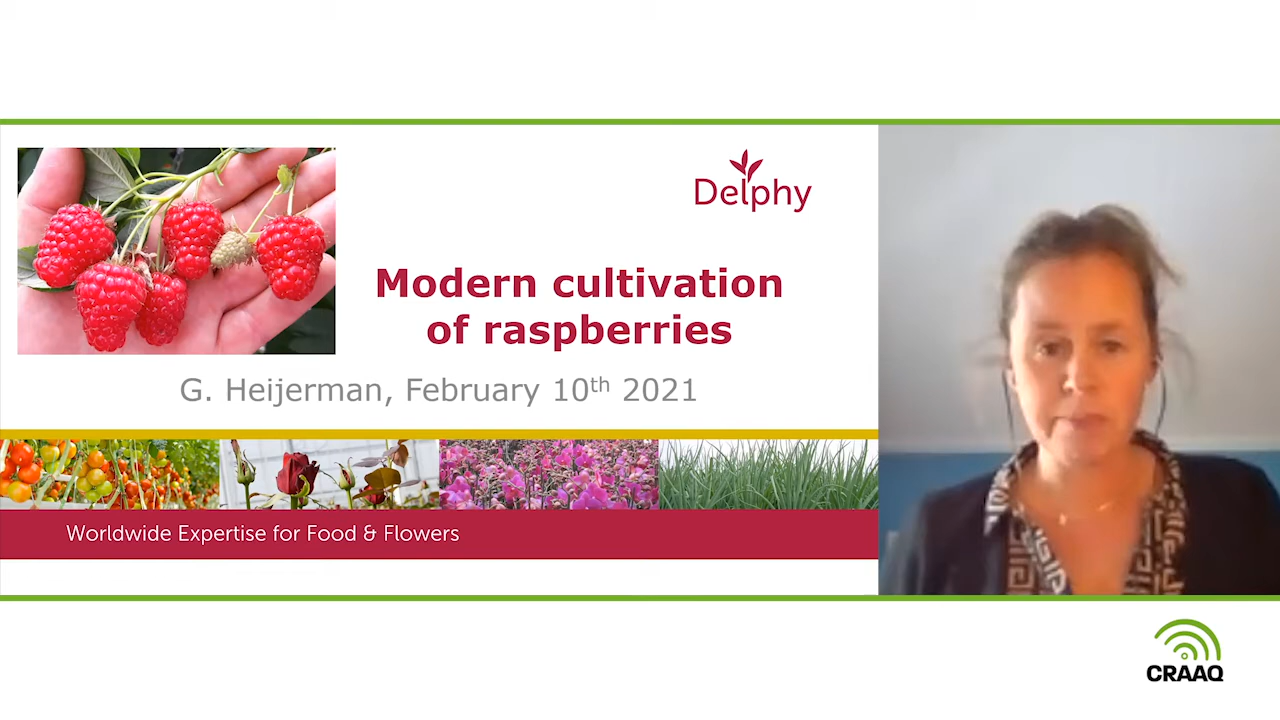 Delphy
Modern cultivation
of raspberries
G. Heijerman, February 10th 2021
Worldwide Expertise for Food & Flowers
CRAAQ